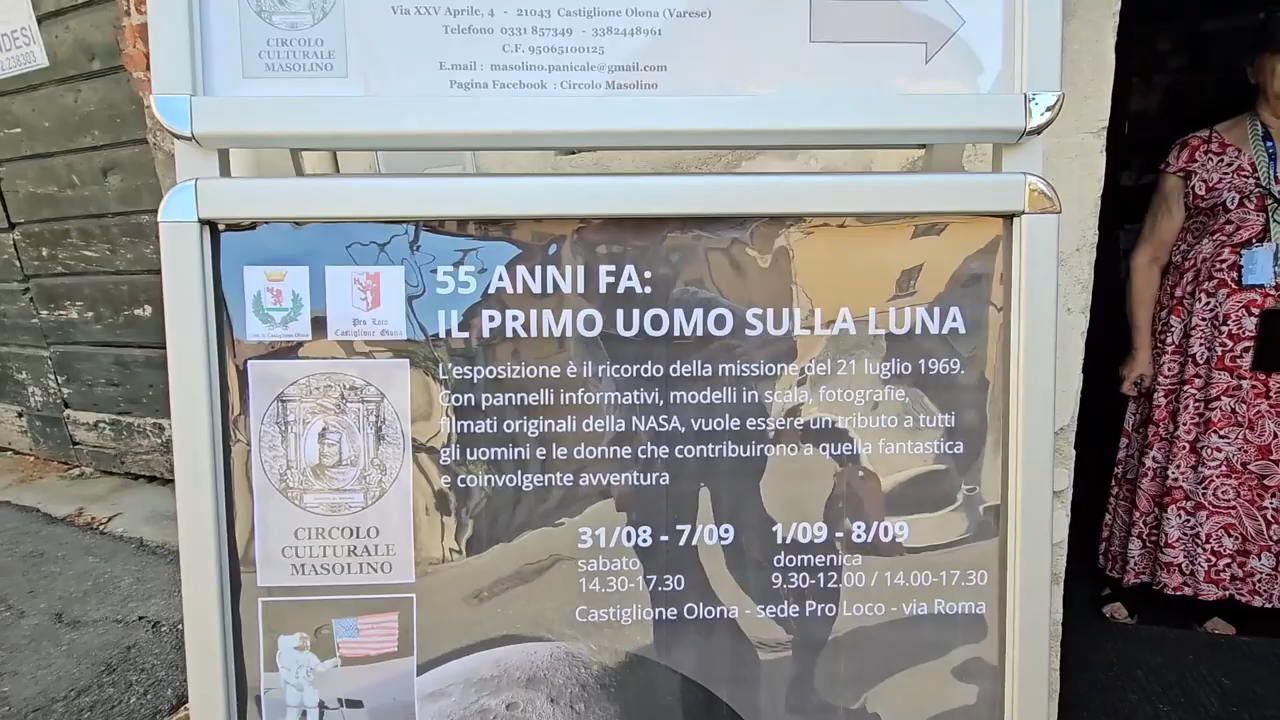 NDESI
2.238303
CIRCOLO
CULTURALE
MASOLINO
Via XXV Aprile, 4 - 21043 Castiglione Olona (Varese)
Telefono 0331 857349 - 3382448961
C.F. 95065100125
E.mail : masolino.panicale@gmail.com
Pagina Facebook : Circolo Masolino
Pro Loco
Castiglione Olona
55 ANNI FA:
IL PRIMO UOMO SULLA LUNA
L'esposizione è il ricordo della missione del 21 luglio 1969.
Con pannelli informativi, modelli in scala, fotografie,
filmati originali della NASA, vuole essere un tributo a tutti
gli uomini e le donne che contribuirono a quella fantastica
e coinvolgente avventura
CIRCOLO
CULTURALE
MASOLINO
31/08 - 7/09
sabato
14.30-17.30
1/09 - 8/09
domenica
9.30-12.00 / 14.00-17.30
Castiglione Olona - sede Pro Loco - via Roma